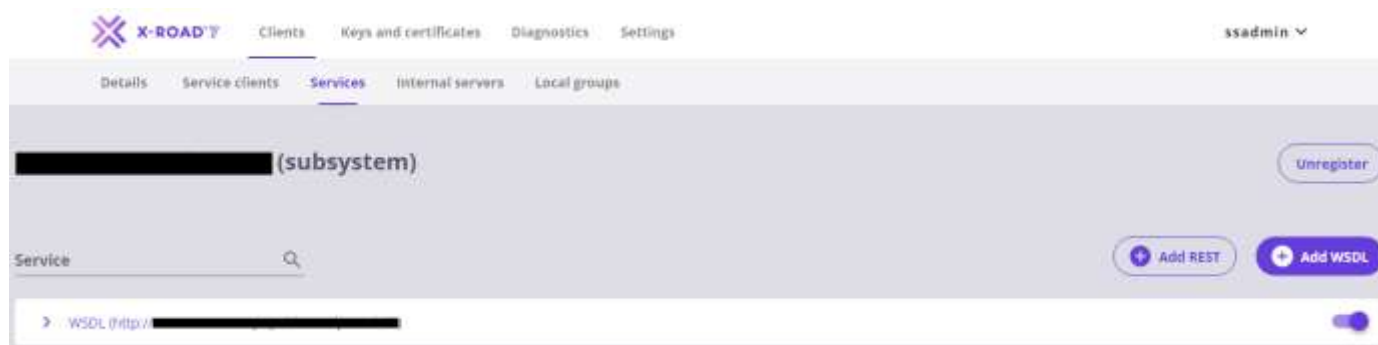 X-ROAD 7 Clients Keys and certificates Diagnostics Settings ssadmin
Details Service clients Services Internal servers Local groups
(subsystem)
Unregister
Service
Add REST Add WSDL
WSDL (http://